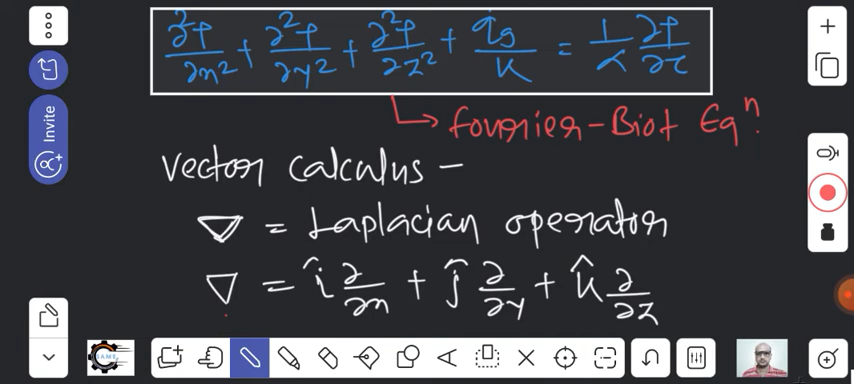 ∂²T/∂x² + ∂²T/∂y² + ∂²T/∂z² + qg/k = 1/α ∂T/∂τ
Invite
↳ Fourier-Biot Eqⁿ.
Vector calculus -
∇ = Laplacian operator
∇ = î ∂/∂x + ĵ ∂/∂y + k̂ ∂/∂z